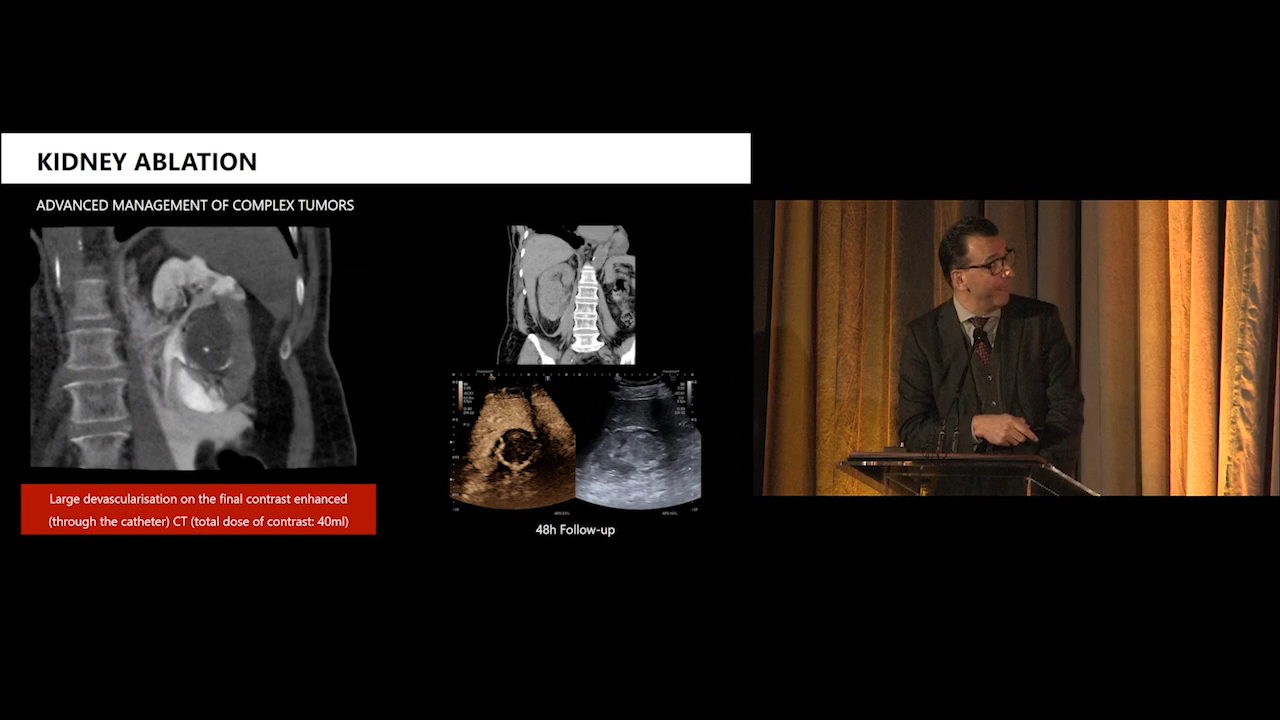 KIDNEY ABLATION
ADVANCED MANAGEMENT OF COMPLEX TUMORS
Large devascularisation on the final contrast enhanced
(through the catheter) CT (total dose of contrast: 40ml)
48h Follow-up